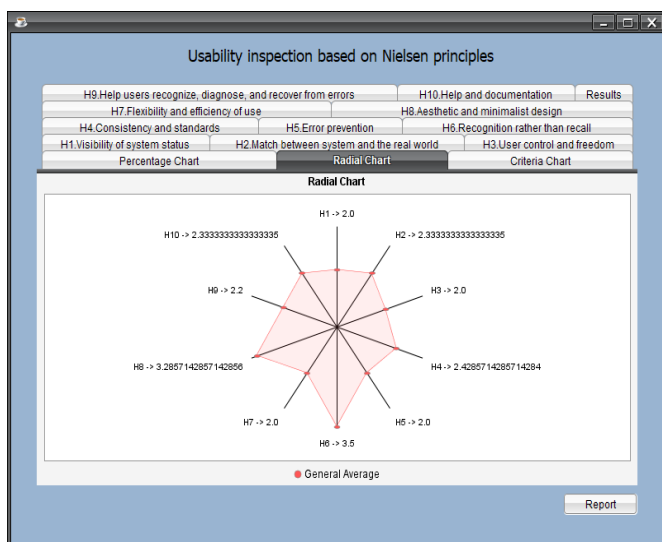 Usability inspection based on Nielsen principles
H9.Help users recognize, diagnose, and recover from errors H10.Help and documentation Results
H7.Flexibility and efficiency of use H8.Aesthetic and minimalist design
H4.Consistency and standards H5.Error prevention H6.Recognition rather than recall
H1.Visibility of system status H2.Match between system and the real world H3.User control and freedom
Percentage Chart Radial Chart Criteria Chart
Radial Chart
H1 -> 2.0
H10 -> 2.3333333333333335 H2 -> 2.3333333333333335
H9 -> 2.2 H3 -> 2.0
H8 -> 3.2857142857142856 H4 -> 2.4285714285714284
H7 -> 2.0 H5 -> 2.0
H6 -> 3.5
General Average
Report